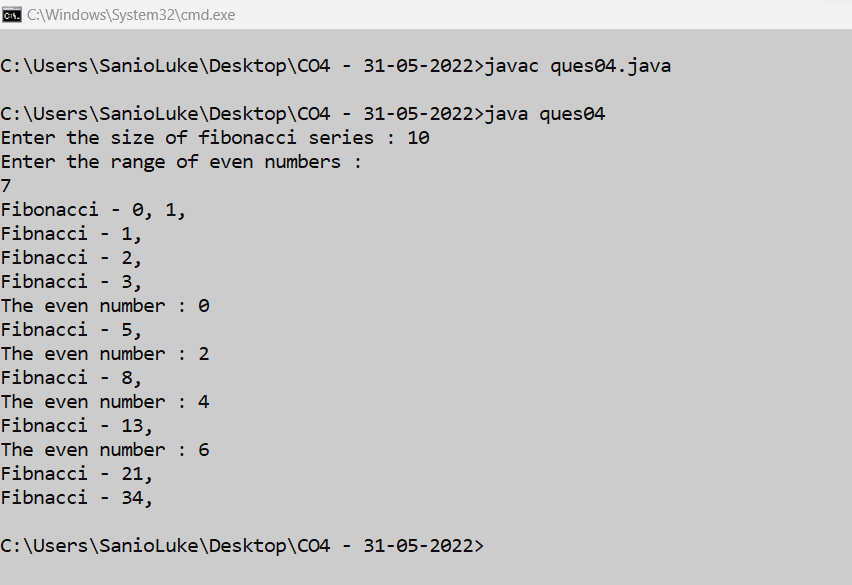 C:\Windows\System32\cmd.exe
C:\Users\SanioLuke\Desktop\CO4 - 31-05-2022>javac ques04.java
C:\Users\SanioLuke\Desktop\CO4 - 31-05-2022>java ques04
Enter the size of fibonacci series : 10
Enter the range of even numbers :
7
Fibonacci - 0, 1,
Fibnacci - 1,
Fibnacci - 2,
Fibnacci - 3,
The even number : 0
Fibnacci - 5,
The even number : 2
Fibnacci - 8,
The even number : 4
Fibnacci - 13,
The even number : 6
Fibnacci - 21,
Fibnacci - 34,
C:\Users\SanioLuke\Desktop\CO4 - 31-05-2022>